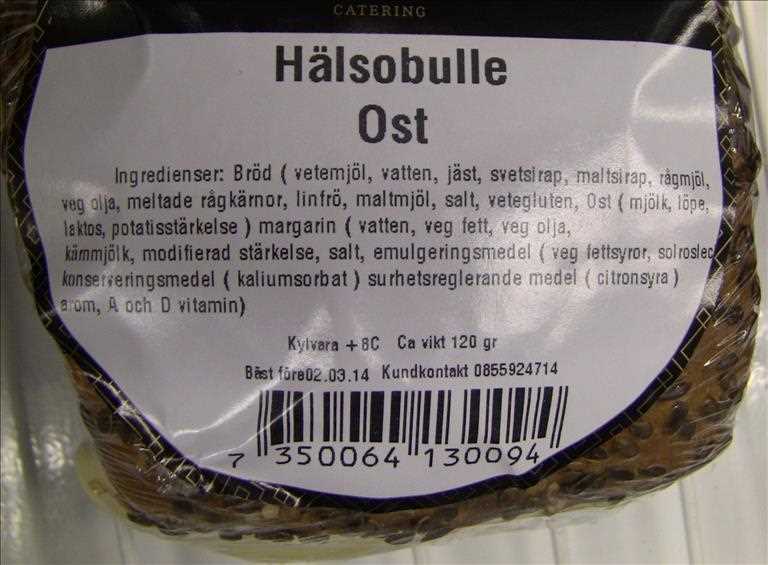 CATERING
Hälsobulle
Ost
Ingredienser: Bröd ( vetemjöl, vatten, jäst, svetsirap, maltsirap, rågmjöl,
veg olja, meltade rågkärnor, linfrö, maltmjöl, salt, vetegluten, Ost ( mjölk, löpe,
laktos, potatisstärkelse ) margarin ( vatten, veg fett, veg olja,
kärnmjölk, modifierad stärkelse, salt, emulgeringsmedel ( veg fettsyror, solroslec
konserveringsmedel ( kaliumsorbat ) surhetsreglerande medel ( citronsyra )
arom, A och D vitamin)
Kylvara +8C Ca vikt 120 gr
Bäst före02.03.14 Kundkontakt 0855924714
7 350064 130094